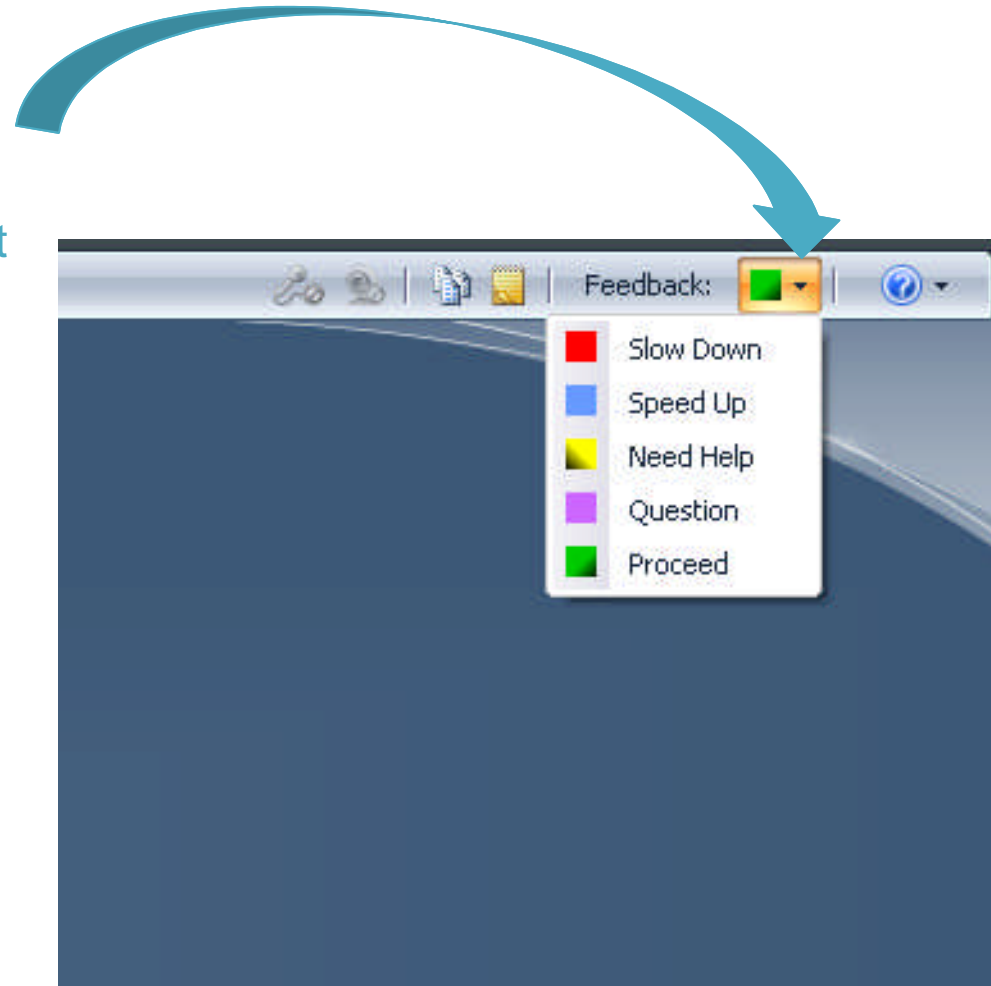 t
Feedback:
Slow Down
Speed Up
Need Help
Question
Proceed